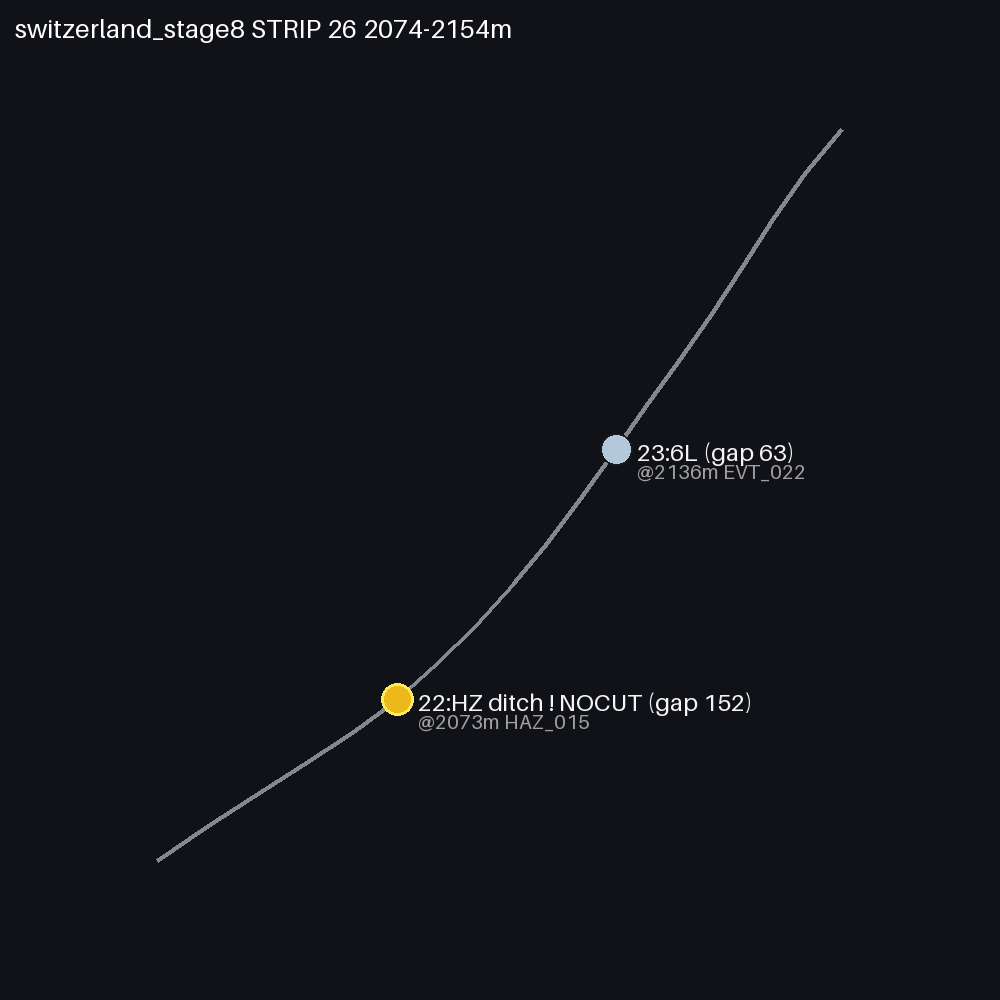 switzerland_stage8 STRIP 26 2074-2154m
23:6L (gap 63)
@2136m EVT_022
22:HZ ditch ! NOCUT (gap 152)
@2073m HAZ_015